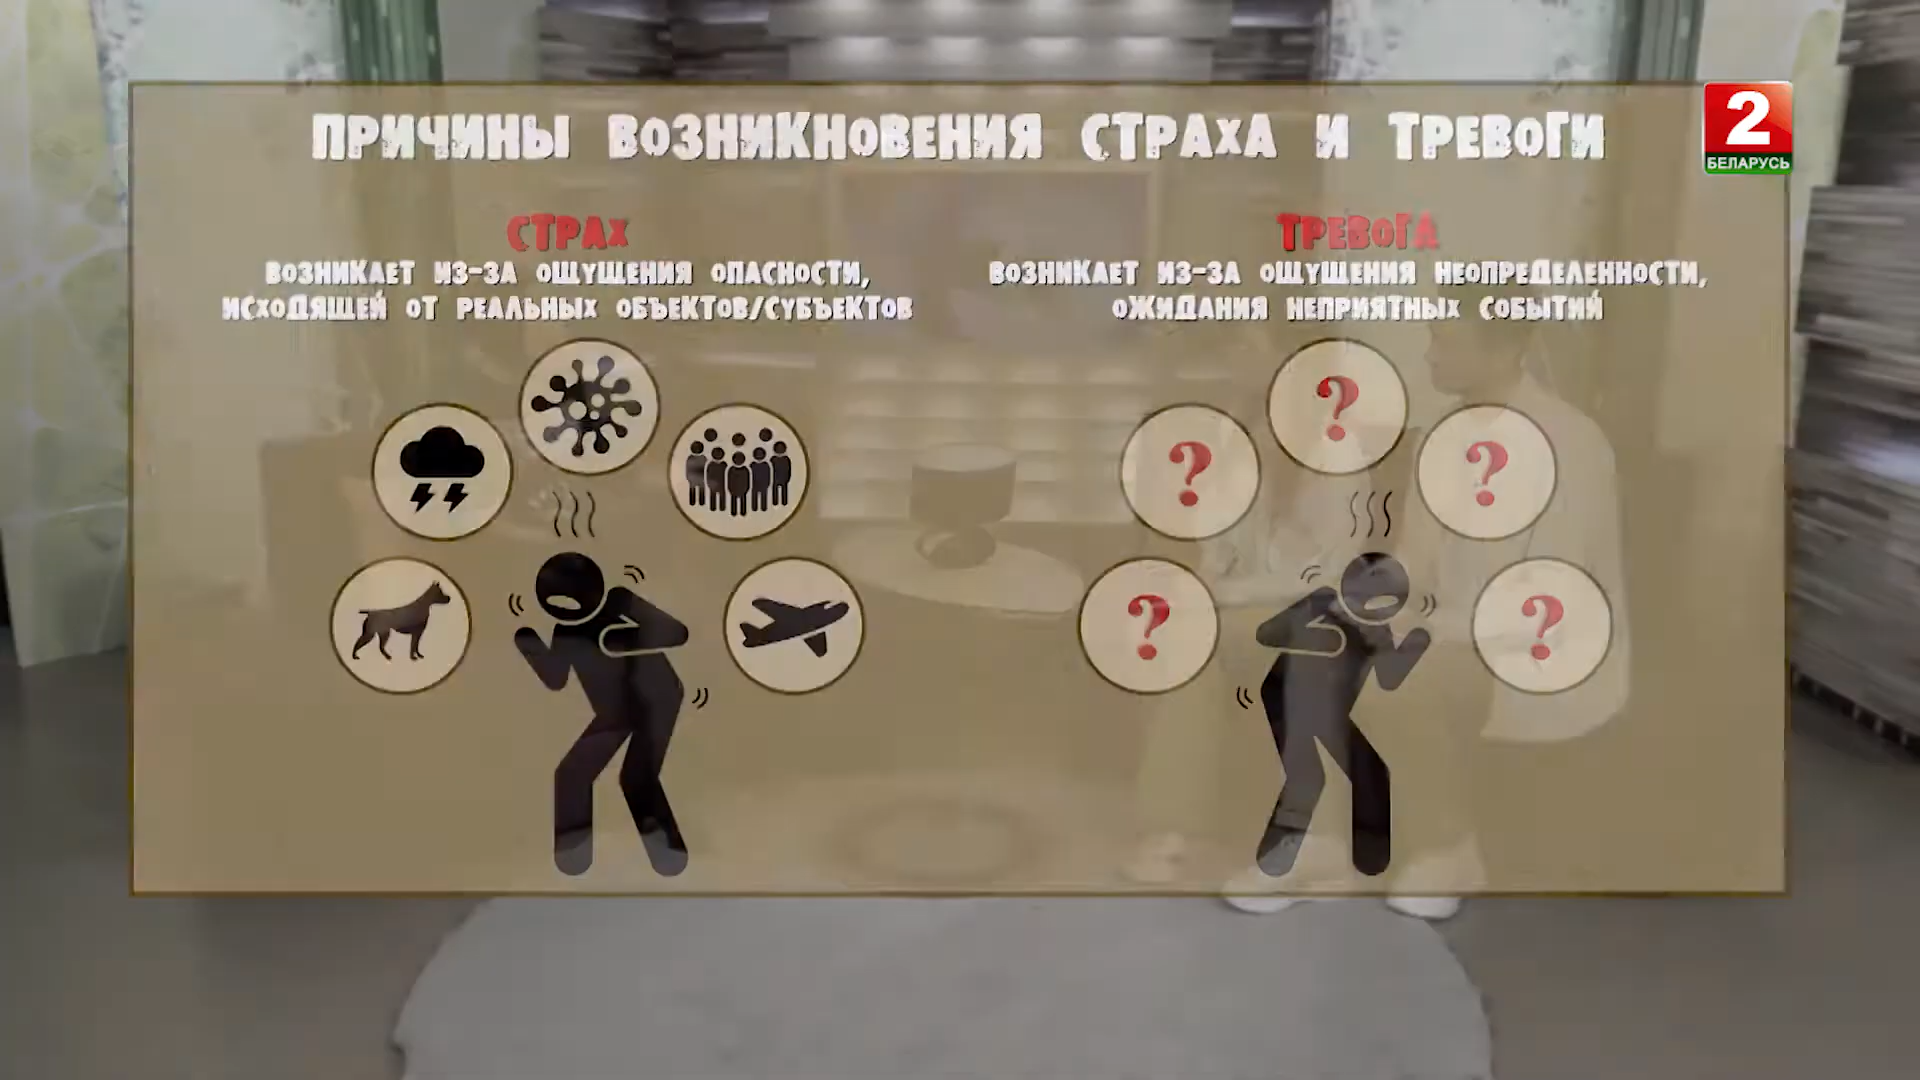 ПРИЧИНЫ ВОЗНИКНОВЕНИЯ СТРАХА И ТРЕВОГИ
2
БЕЛАРУСЬ
СТРАХ
ВОЗНИКАЕТ ИЗ-ЗА ОЩУЩЕНИЯ ОПАСНОСТИ,
ИСХОДЯЩЕЙ ОТ РЕАЛЬНЫХ ОБЪЕКТОВ/СУБЪЕКТОВ
ТРЕВОГА
ВОЗНИКАЕТ ИЗ-ЗА ОЩУЩЕНИЯ НЕОПРЕДЕЛЕННОСТИ,
ОЖИДАНИЯ НЕПРИЯТНЫХ СОБЫТИЙ
?
?
?
?
?